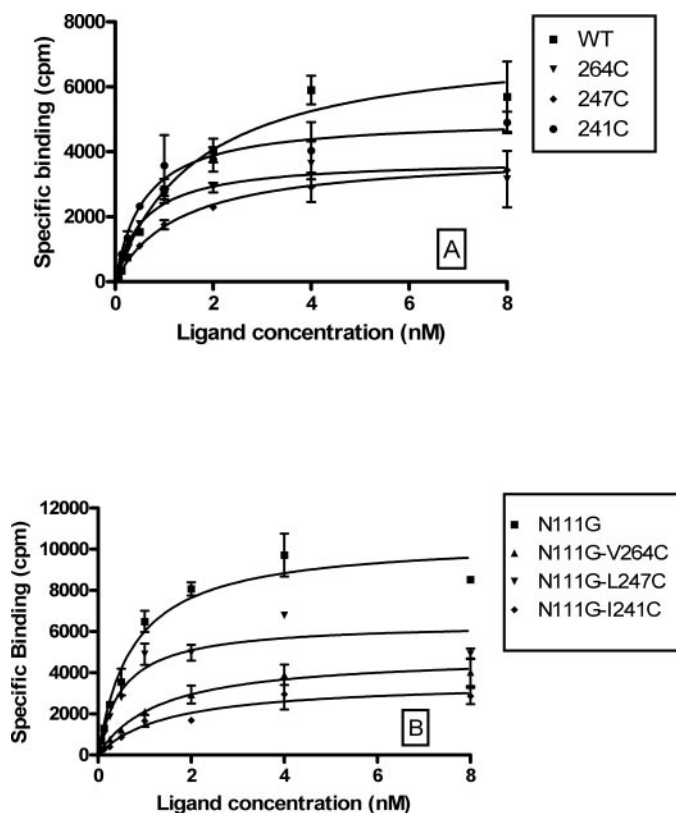 8000
6000
4000
2000
0
Specific binding (cpm)
0
2
4
6
8
Ligand concentration (nM)
A
WT
264C
247C
241C
12000
10000
8000
6000
4000
2000
0
Specific Binding (cpm)
0
2
4
6
8
Ligand concentration (nM)
B
N111G
N111G-V264C
N111G-L247C
N111G-I241C